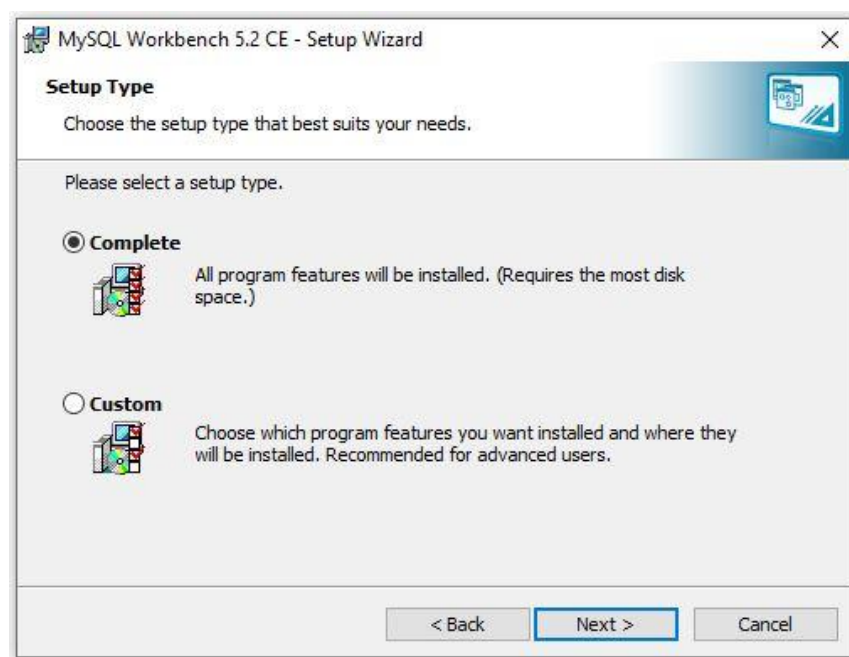 MySQL Workbench 5.2 CE - Setup Wizard
Setup Type
Choose the setup type that best suits your needs.
Please select a setup type.
Complete
All program features will be installed. (Requires the most disk
space.)
Custom
Choose which program features you want installed and where they
will be installed. Recommended for advanced users.
< Back
Next >
Cancel